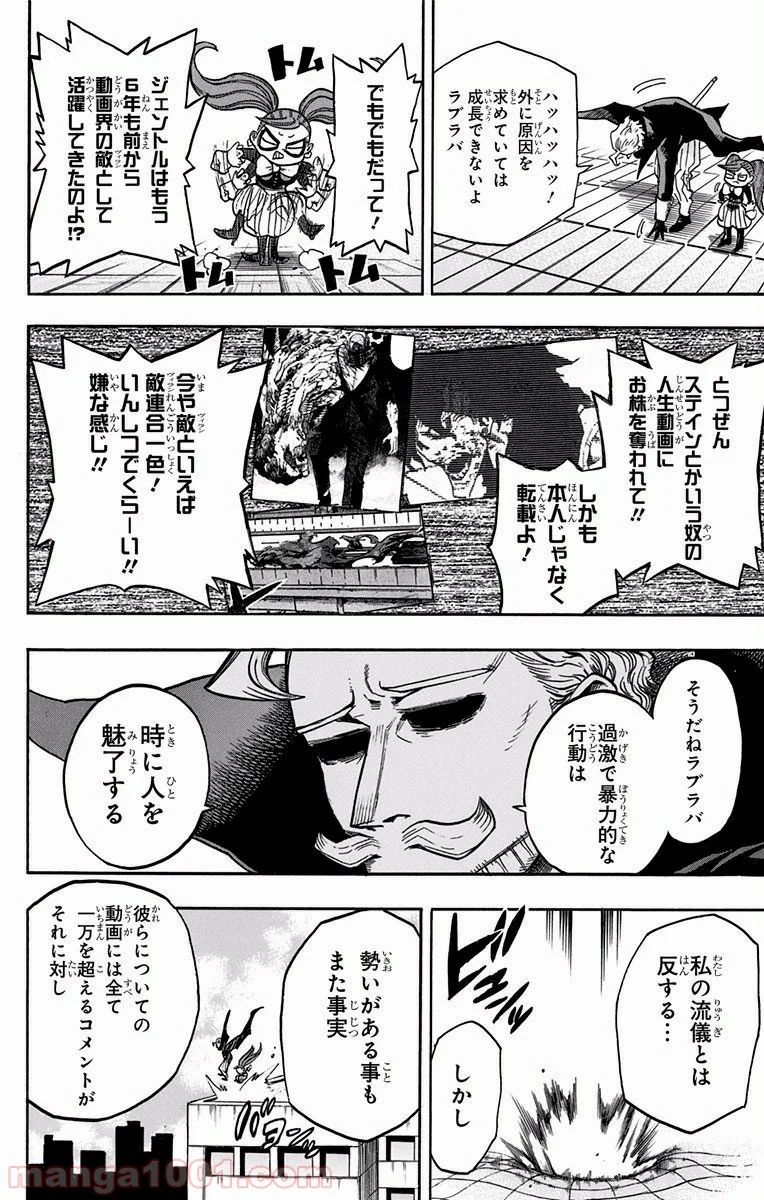 ハッハッハッ！
外に原因を
求めていては
成長できないよ
ラブラバ
でもでもだって！
トム
トム
トム
ジェントルはもう
6年も前から
動画界の敵として
活躍してきたのよ!?
とつぜん
ステインとかいう奴の
人生動画に
お株を奪われて!!
しかも
本人じゃなく
転載よ！
今や敵といえば
敵連合一色！
いんしつでくらーい!!
嫌な感じ!!
そうだねラブラバ
過激で暴力的な
行動は
時に人を
魅了する
私の流儀とは
反する…
しかし
勢いがある事も
また事実
彼らについての
動画には全て
一万を超えるコメントが
それに対し
manga1001.com